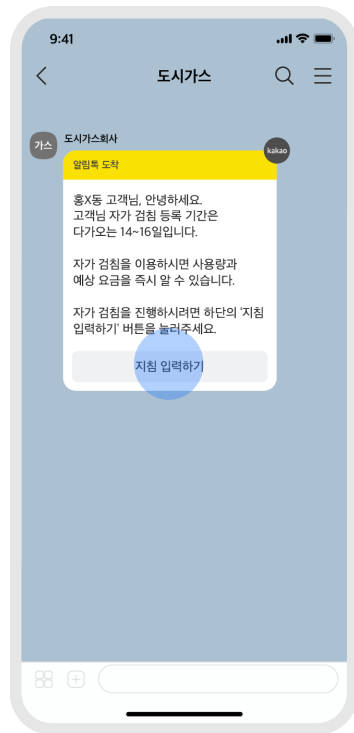 9:41
도시가스
가스
도시가스회사
kakao
알림톡 도착
홍X동 고객님, 안녕하세요.
고객님 자가 검침 등록 기간은
다가오는 14~16일입니다.
자가 검침을 이용하시면 사용량과
예상 요금을 즉시 알 수 있습니다.
자가 검침을 진행하시려면 하단의 ‘지침
입력하기’ 버튼을 눌러주세요.
지침 입력하기